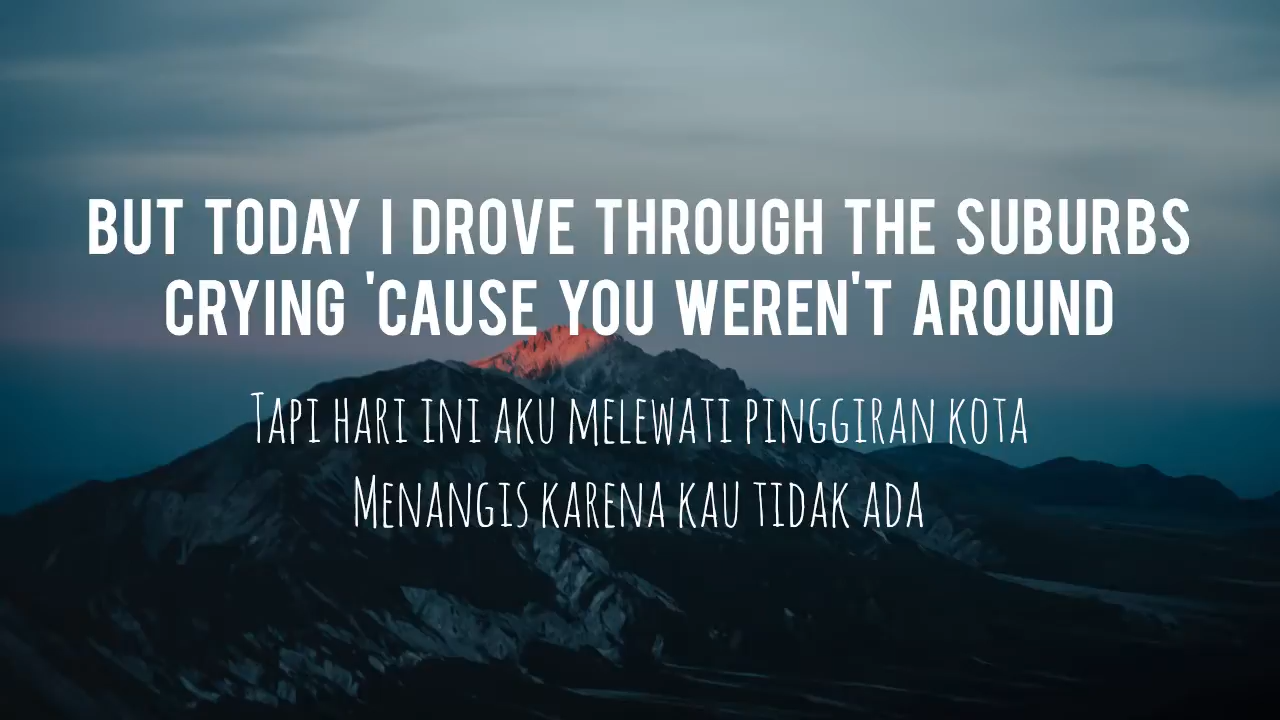 BUT TODAY I DROVE THROUGH THE SUBURBS
CRYING 'CAUSE YOU WEREN'T AROUND
TAPI HARI INI AKU MELEWATI PINGGIRAN KOTA
MENANGIS KARENA KAU TIDAK ADA